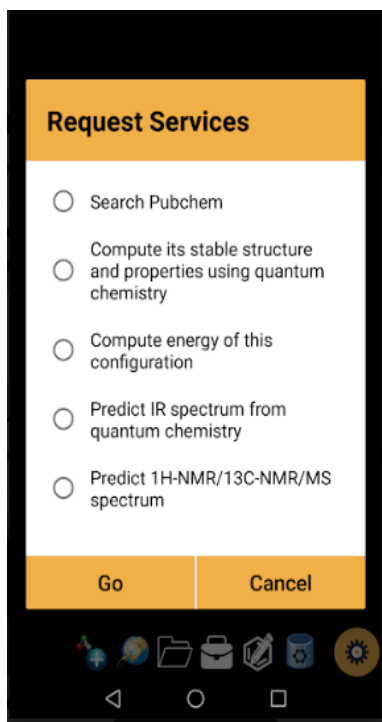 Request Services
Search Pubchem
Compute its stable structure
and properties using quantum
chemistry
Compute energy of this
configuration
Predict IR spectrum from
quantum chemistry
Predict 1H-NMR/13C-NMR/MS
spectrum
Go
Cancel